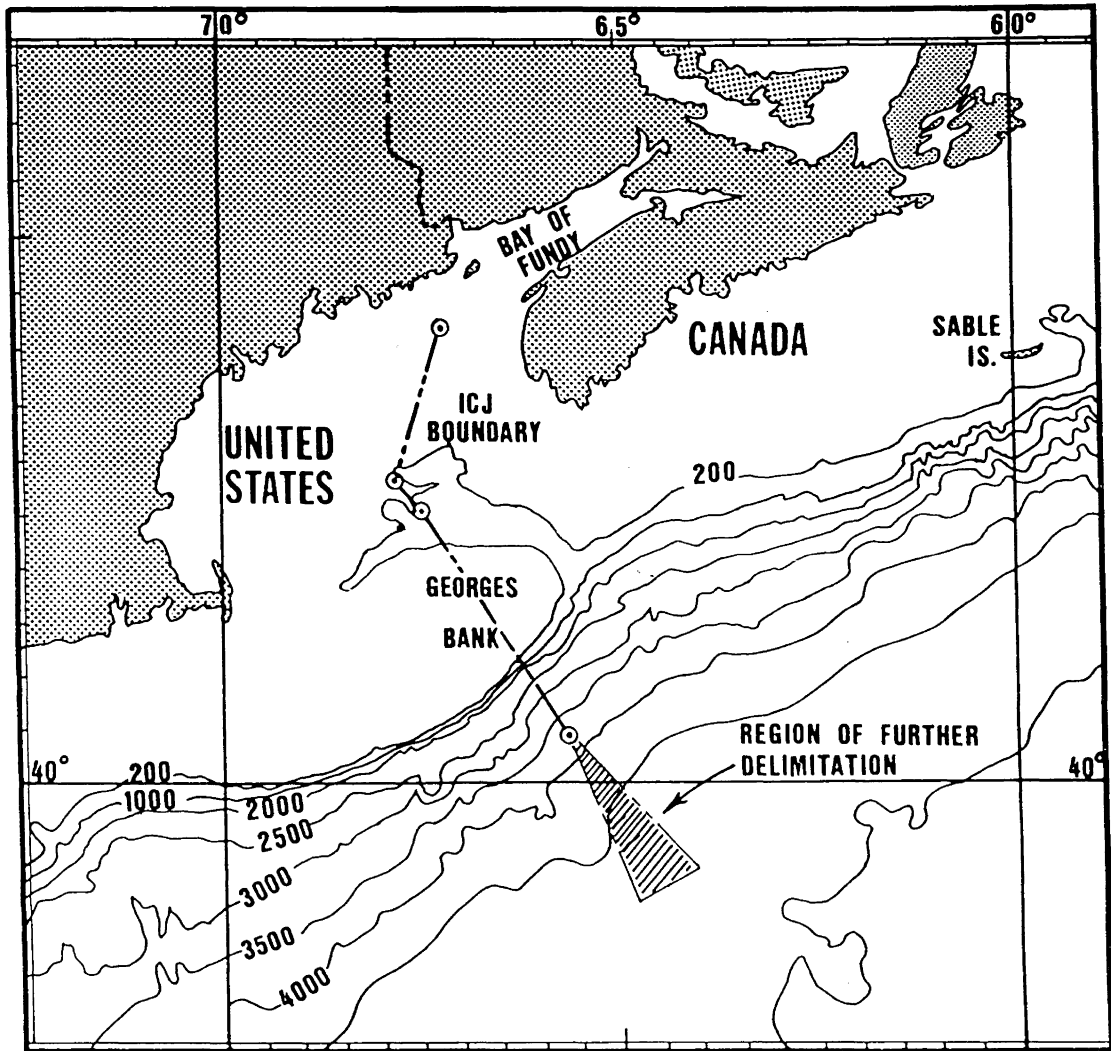 70° 65° 60°
BAY OF
FUNDY
CANADA
SABLE
IS.
ICJ
BOUNDARY
UNITED
STATES
200
GEORGES
BANK
REGION OF FURTHER
DELIMITATION
40° 40°
200
1000 2000
2500
3000
3500
4000